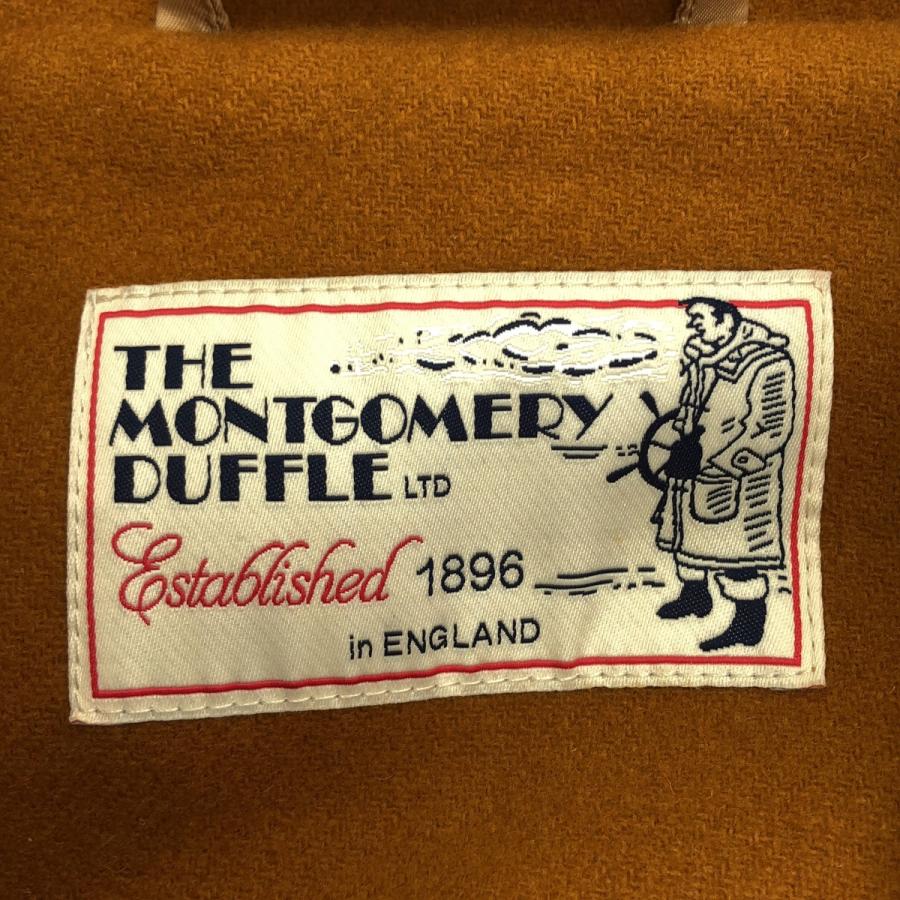 THE
MONTGOMERY
DUFFLE LTD
Established 1896
in ENGLAND